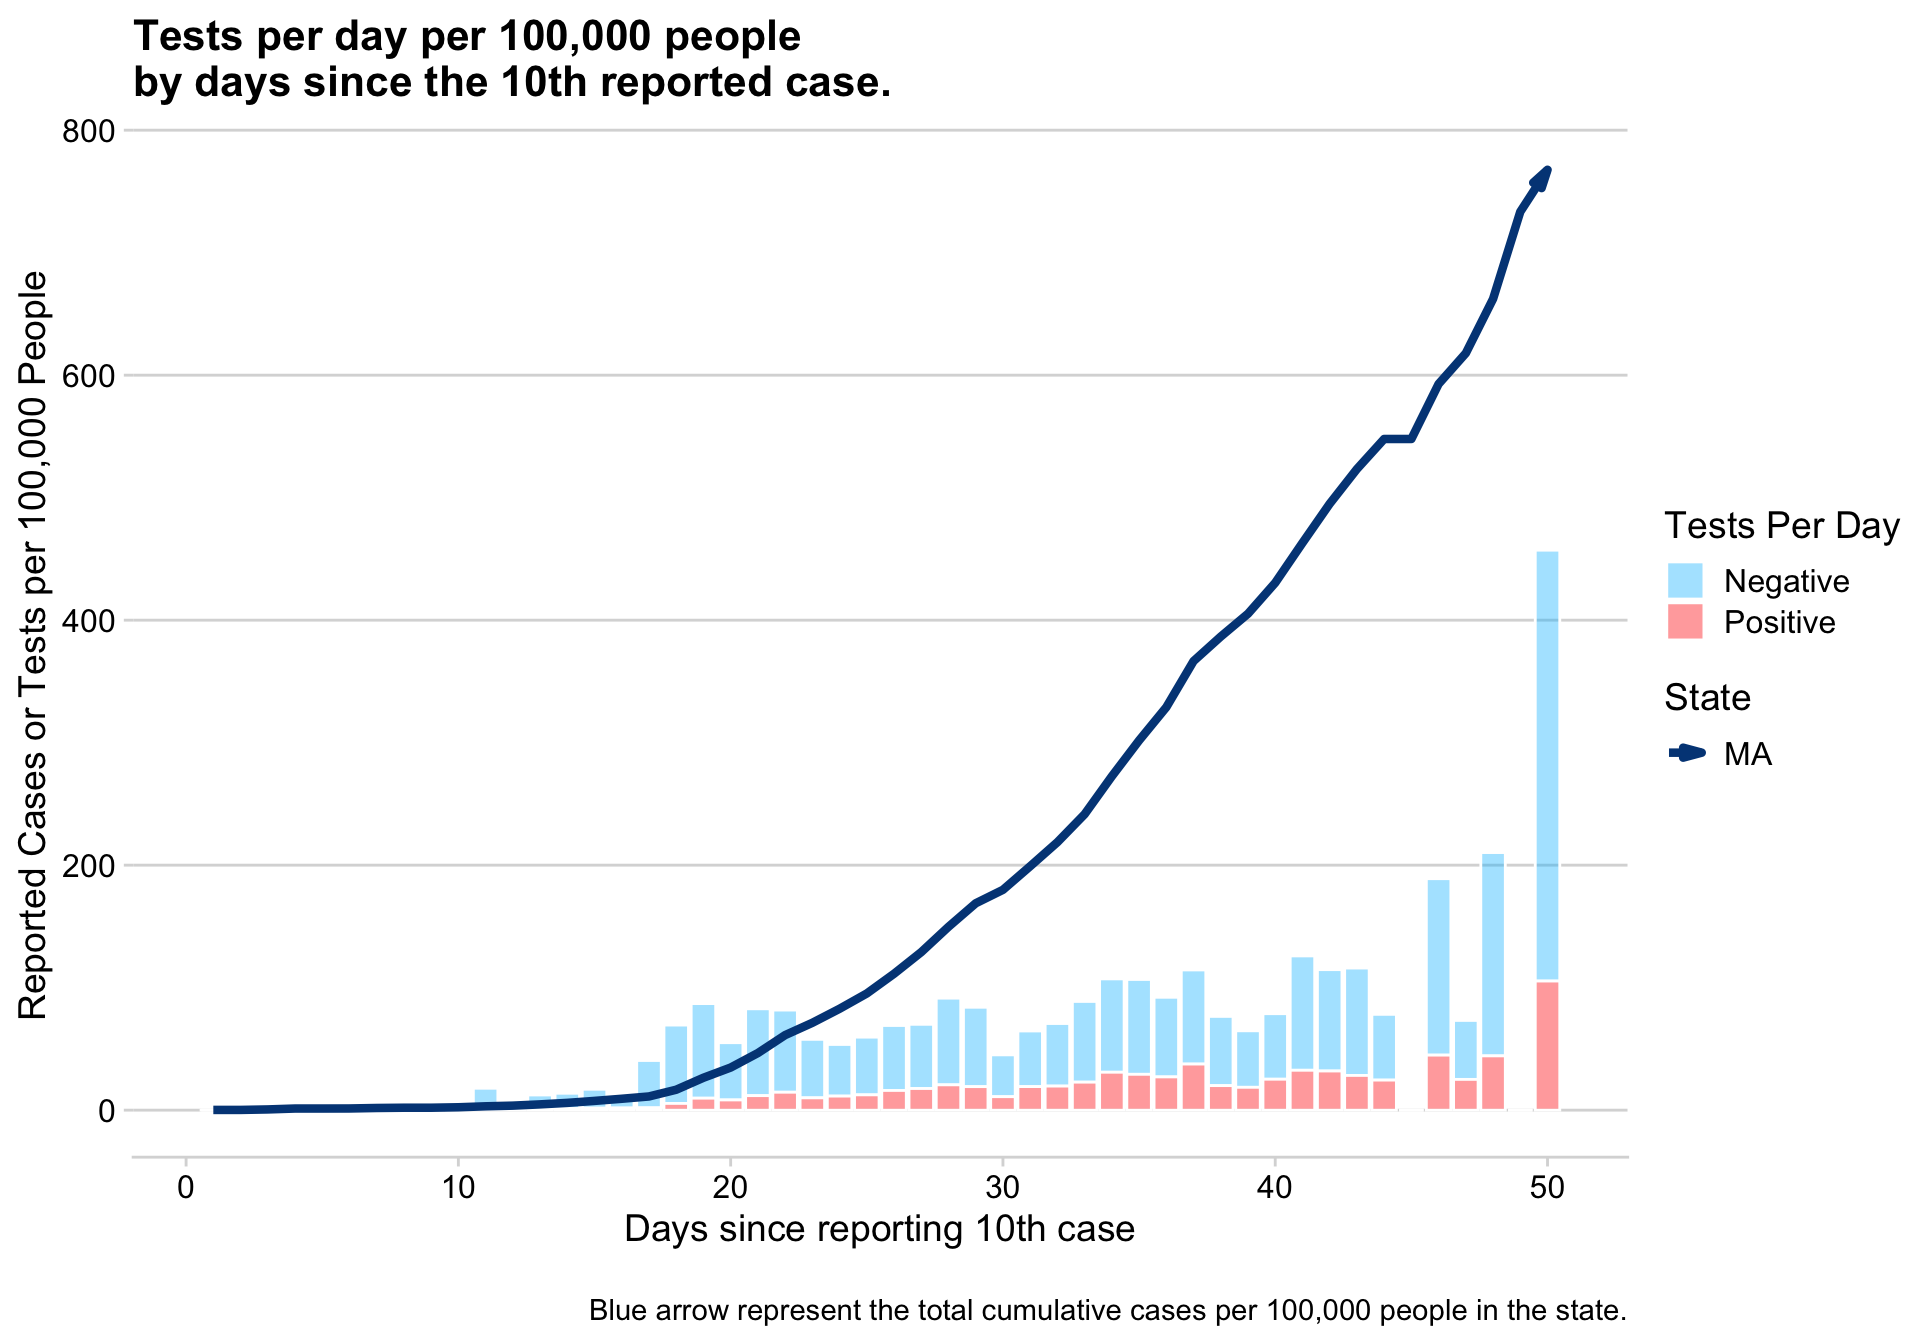 Tests per day per 100,000 people
by days since the 10th reported case.
Reported Cases or Tests per 100,000 People
800
600
400
200
0
0 10 20 30 40 50
Days since reporting 10th case
Tests Per Day
Negative
Positive
State
MA
Blue arrow represent the total cumulative cases per 100,000 people in the state.